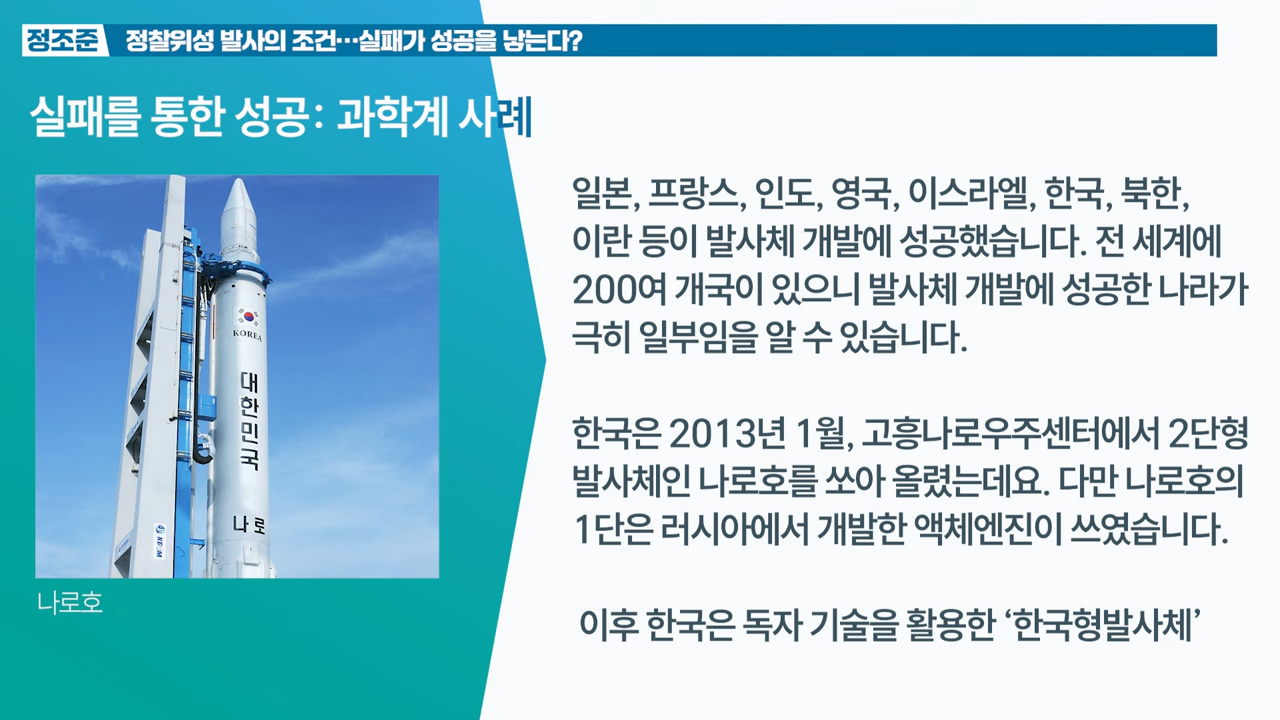 정조준
정찰위성 발사의 조건…실패가 성공을 낳는다?
실패를 통한 성공: 과학계 사례
KOREA
대한민국
나로
나로호
일본, 프랑스, 인도, 영국, 이스라엘, 한국, 북한,
이란 등이 발사체 개발에 성공했습니다. 전 세계에
200여 개국이 있으니 발사체 개발에 성공한 나라가
극히 일부임을 알 수 있습니다.
한국은 2013년 1월, 고흥나로우주센터에서 2단형
발사체인 나로호를 쏘아 올렸는데요. 다만 나로호의
1단은 러시아에서 개발한 액체엔진이 쓰였습니다.
이후 한국은 독자 기술을 활용한 ‘한국형발사체’